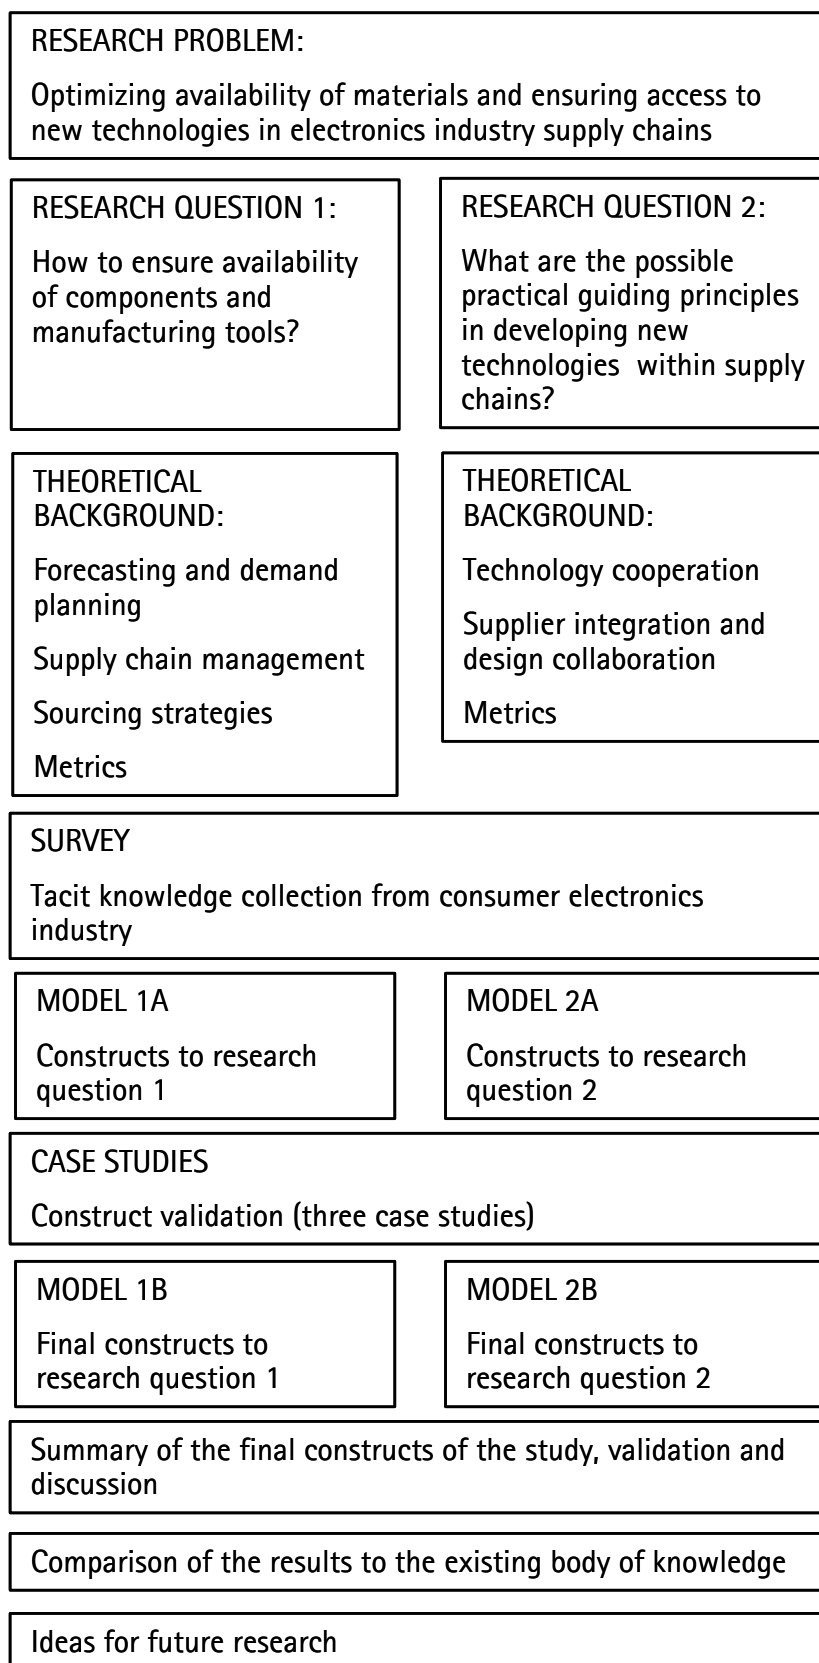 RESEARCH PROBLEM:
Optimizing availability of materials and ensuring access to
new technologies in electronics industry supply chains
RESEARCH QUESTION 1:
How to ensure availability
of components and
manufacturing tools?
RESEARCH QUESTION 2:
What are the possible
practical guiding principles
in developing new
technologies within supply
chains?
THEORETICAL
BACKGROUND:
Forecasting and demand
planning
Supply chain management
Sourcing strategies
Metrics
THEORETICAL
BACKGROUND:
Technology cooperation
Supplier integration and
design collaboration
Metrics
SURVEY
Tacit knowledge collection from consumer electronics
industry
MODEL 1A
Constructs to research
question 1
MODEL 2A
Constructs to research
question 2
CASE STUDIES
Construct validation (three case studies)
MODEL 1B
Final constructs to
research question 1
MODEL 2B
Final constructs to
research question 2
Summary of the final constructs of the study, validation and
discussion
Comparison of the results to the existing body of knowledge
Ideas for future research